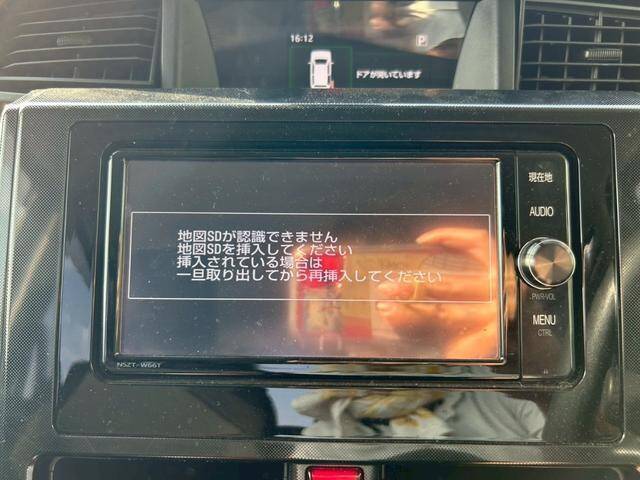 16:12
P
ドアが開いています
現在地
AUDIO
地図SDが認識できません
地図SDを挿入してください
挿入されている場合は
一旦取り出してから再挿入してください
PWR•VOL
MENU
CTRL
NSZT-W66T